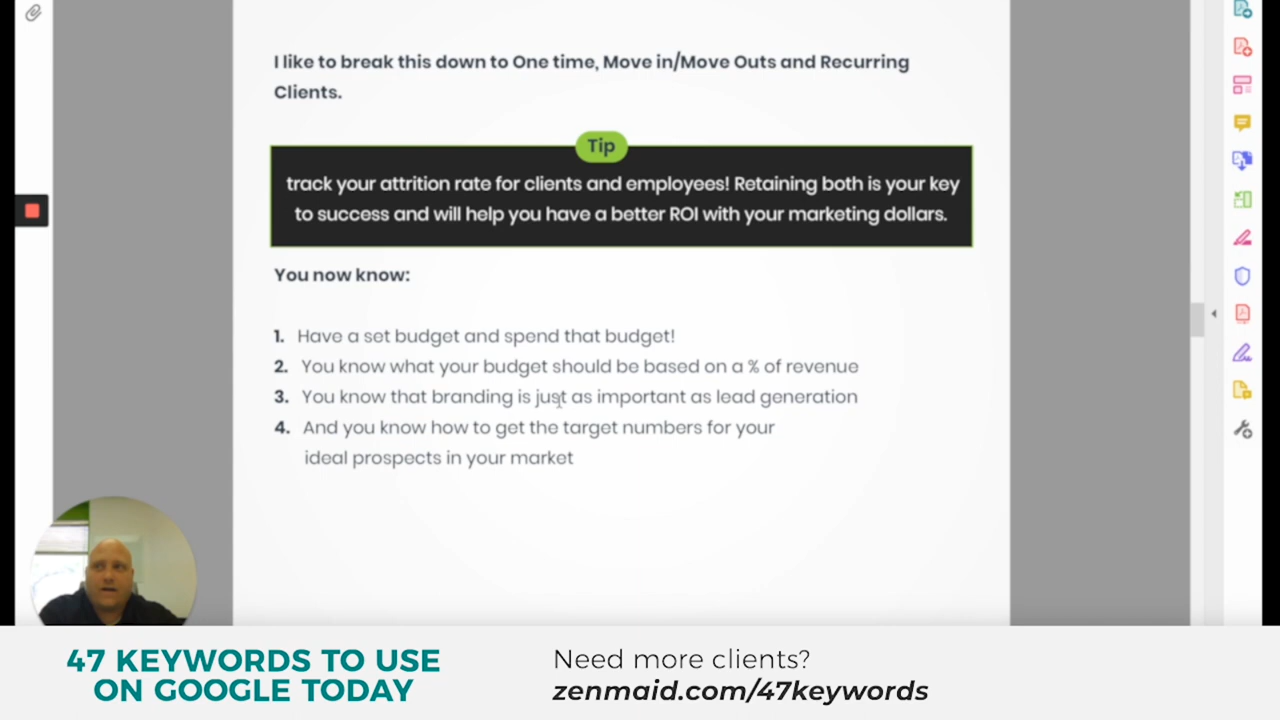 I like to break this down to One time, Move in/Move Outs and Recurring
Clients.
Tip
track your attrition rate for clients and employees! Retaining both is your key
to success and will help you have a better ROI with your marketing dollars.
You now know:
1. Have a set budget and spend that budget!
2. You know what your budget should be based on a % of revenue
3. You know that branding is just as important as lead generation
4. And you know how to get the target numbers for your
ideal prospects in your market
47 KEYWORDS TO USE
ON GOOGLE TODAY
Need more clients?
zenmaid.com/47keywords